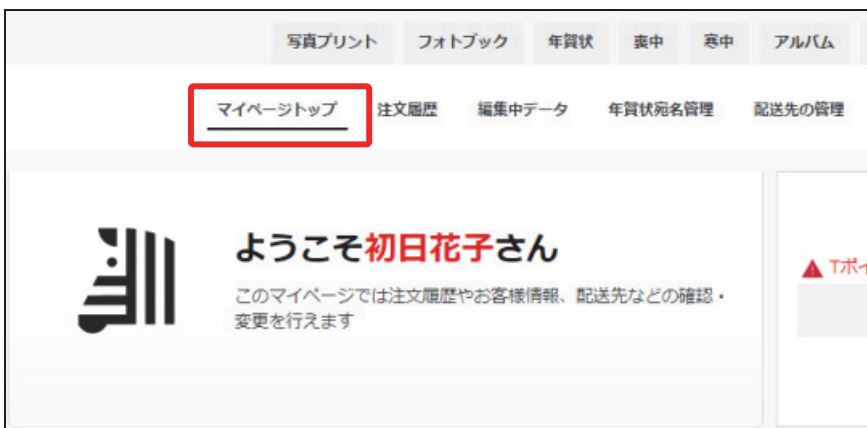 写真プリント フォトブック 年賀状 喪中 寒中 アルバム
マイページトップ 注文履歴 編集中データ 年賀状宛名管理 配送先の管理
ようこそ初日花子さん
Tポイ
このマイページでは注文履歴やお客様情報、配送先などの確認・
変更を行えます